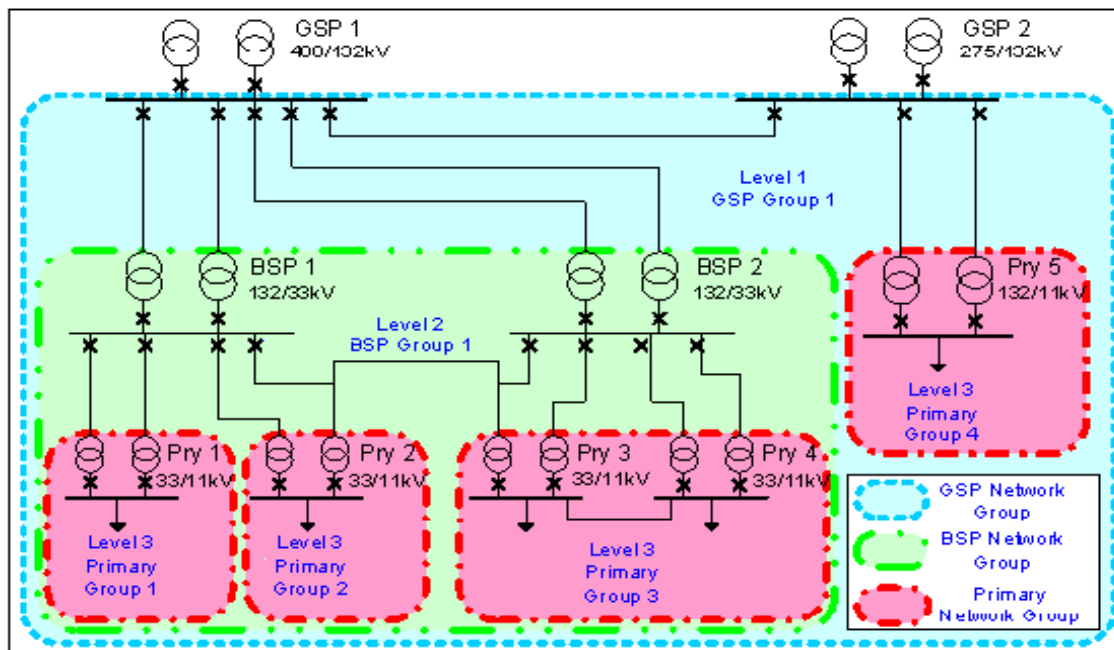 GSP 1
400/132kV
GSP 2
275/132kV
Level 1
GSP Group 1
BSP 1
132/33kV
BSP 2
132/33kV
Pry 5
132/11kV
Level 2
BSP Group 1
Level 3
Primary
Group 4
Pry 1
33/11kV
Pry 2
33/11kV
Pry 3
33/11kV
Pry 4
33/11kV
Level 3
Primary
Group 1
Level 3
Primary
Group 2
Level 3
Primary
Group 3
GSP Network
Group
BSP Network
Group
Primary
Network Group